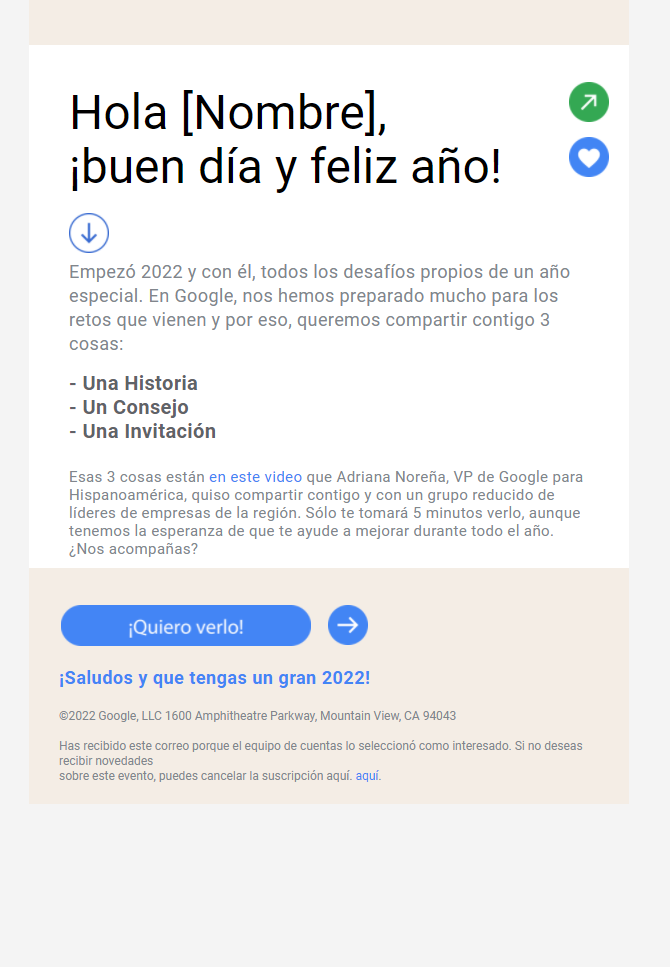 Hola [Nombre],
¡buen día y feliz año!
Empezó 2022 y con él, todos los desafíos propios de un año
especial. En Google, nos hemos preparado mucho para los
retos que vienen y por eso, queremos compartir contigo 3
cosas:
- Una Historia
- Un Consejo
- Una Invitación
Esas 3 cosas están en este video que Adriana Noreña, VP de Google para
Hispanoamérica, quiso compartir contigo y con un grupo reducido de
líderes de empresas de la región. Sólo te tomará 5 minutos verlo, aunque
tenemos la esperanza de que te ayude a mejorar durante todo el año.
¿Nos acompañas?
¡Quiero verlo!
¡Saludos y que tengas un gran 2022!
©2022 Google, LLC 1600 Amphitheatre Parkway, Mountain View, CA 94043
Has recibido este correo porque el equipo de cuentas lo seleccionó como interesado. Si no deseas
recibir novedades
sobre este evento, puedes cancelar la suscripción aquí. aquí.